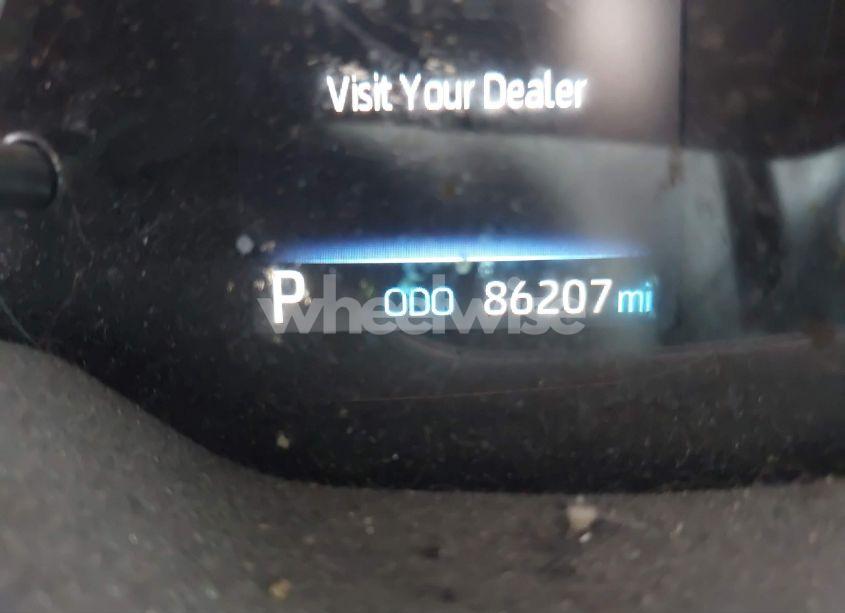 Visit Your Dealer
P ODO 86207 mi
wheelwise